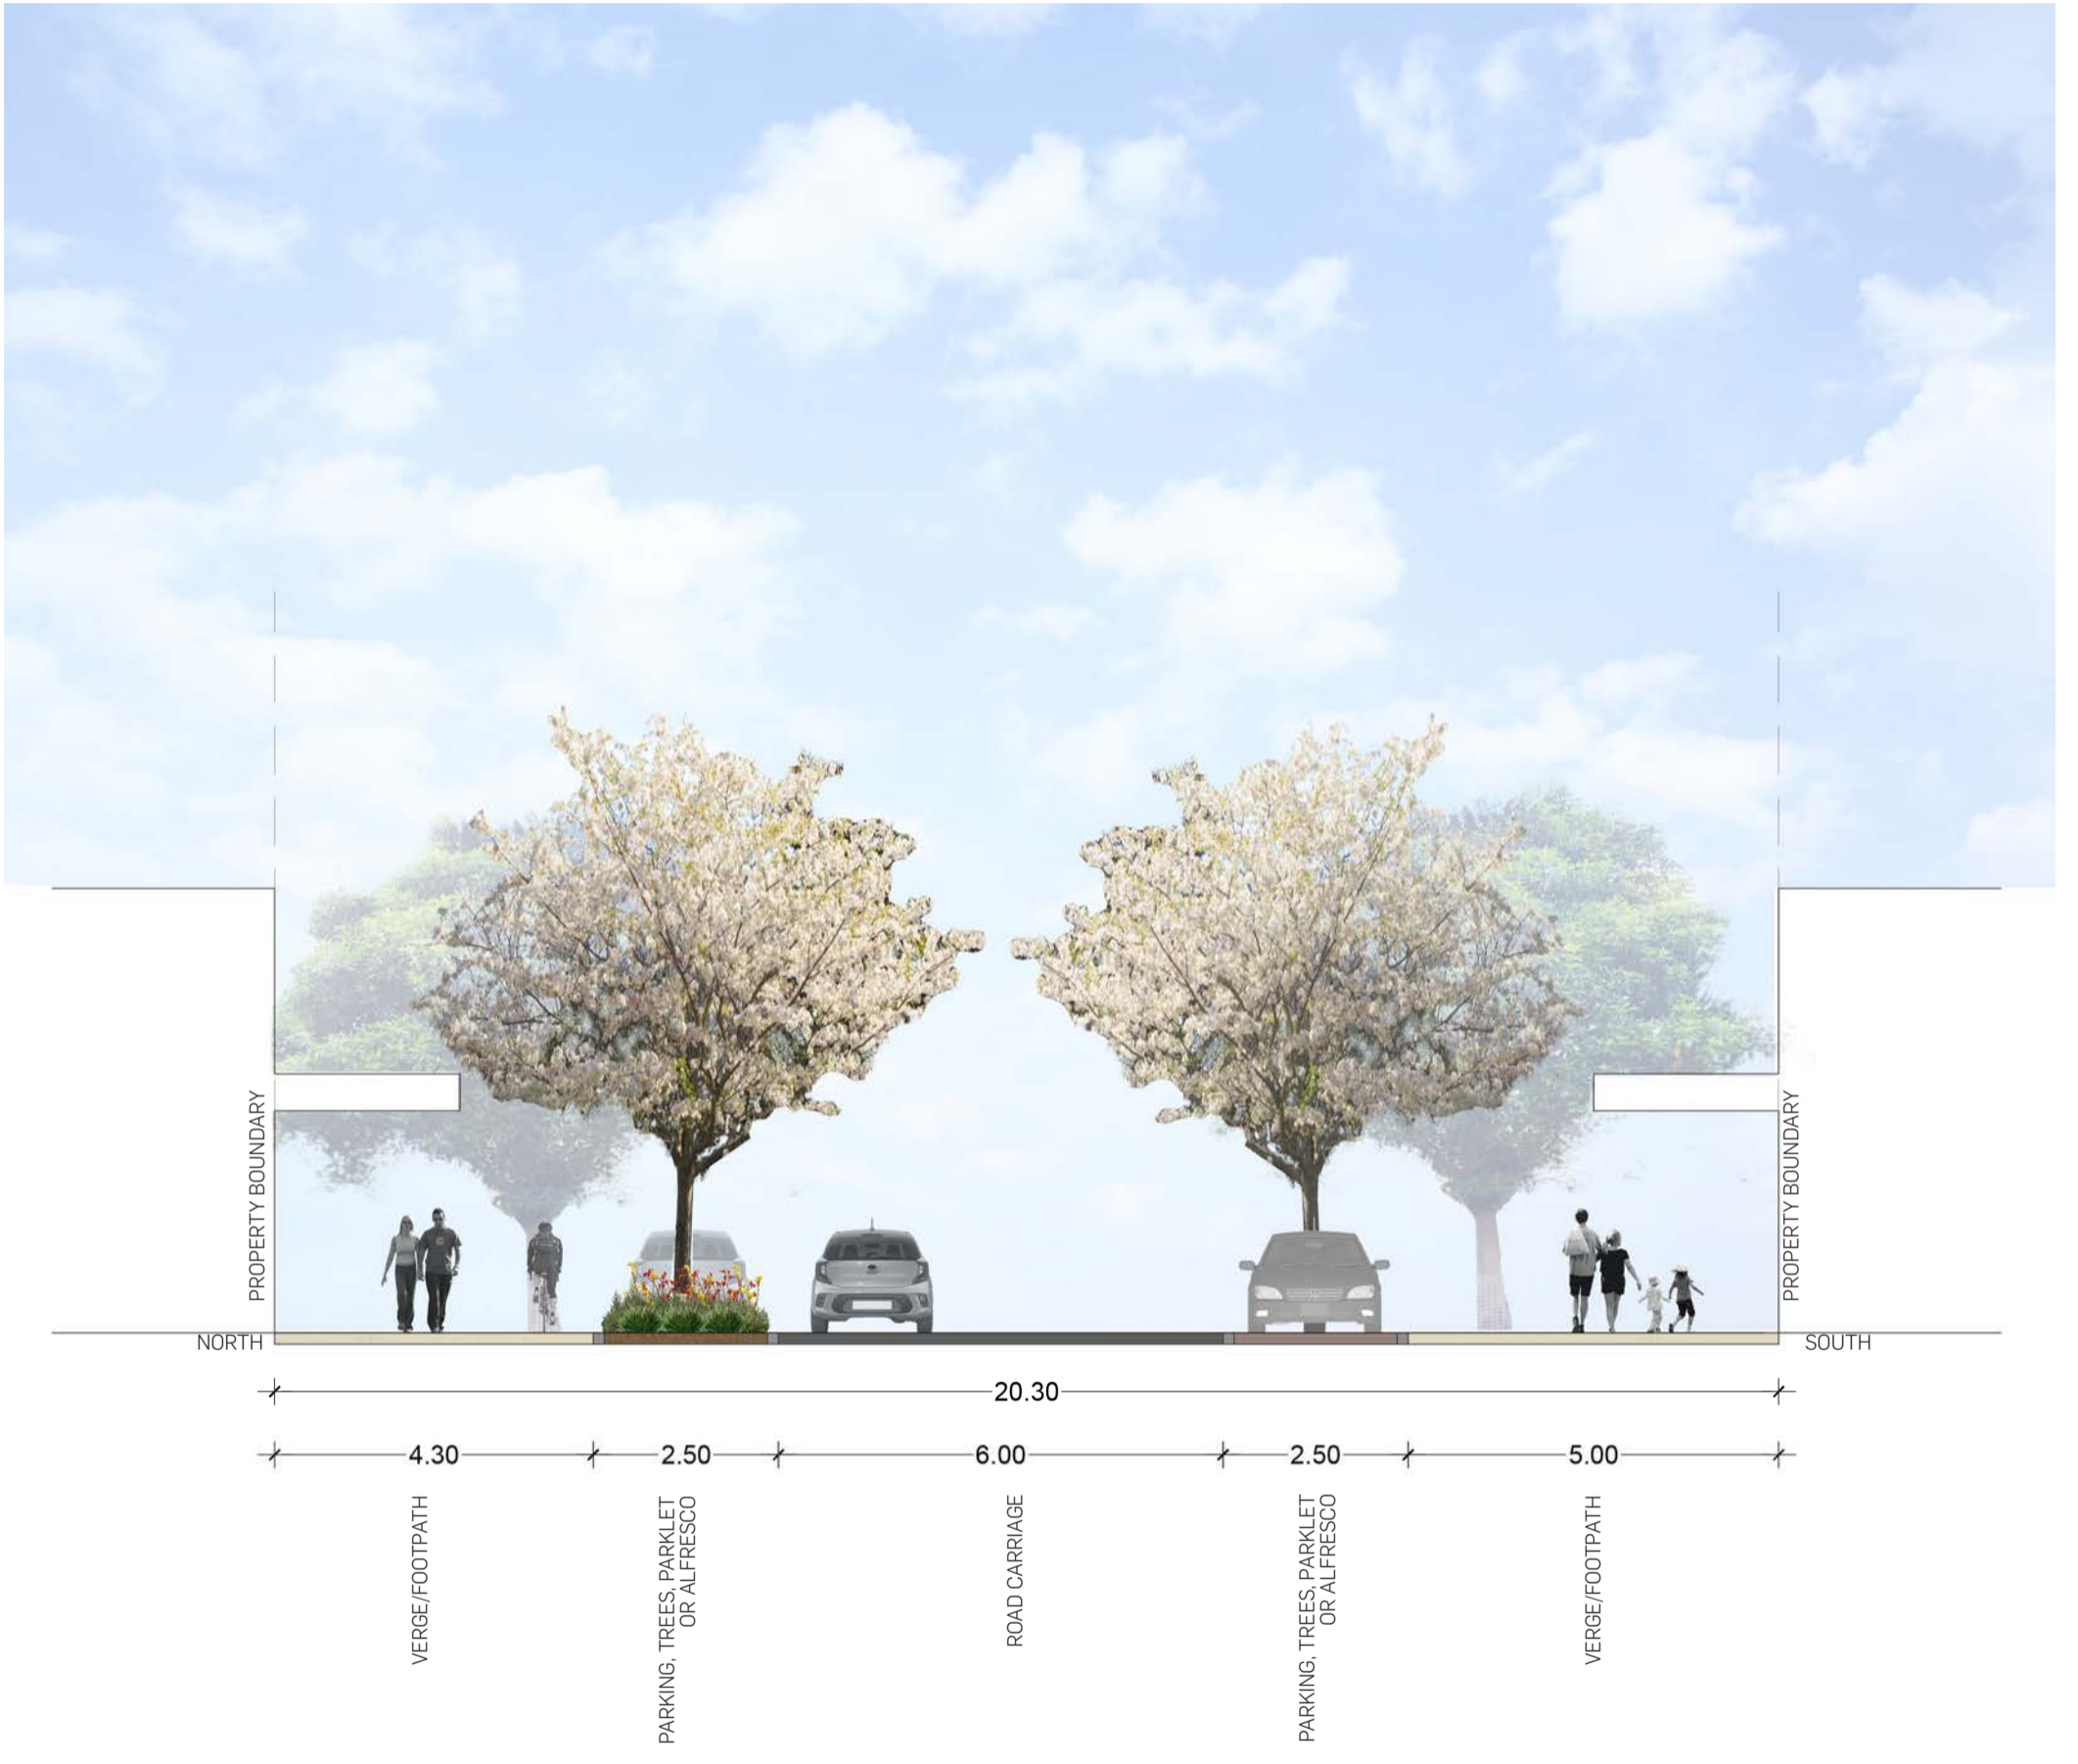 PROPERTY BOUNDARY
PROPERTY BOUNDARY
NORTH
SOUTH
20.30
4.30
2.50
6.00
2.50
5.00
VERGE/FOOTPATH
PARKING, TREES, PARKLET
OR ALFRESCO
ROAD CARRIAGE
PARKING, TREES, PARKLET
OR ALFRESCO
VERGE/FOOTPATH